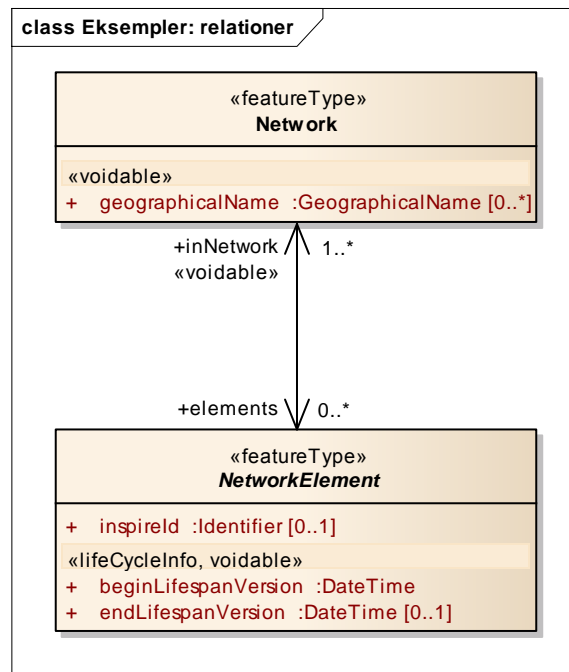 class Eksempler: relationer
«featureType»
Network
«voidable»
+ geographicalName :GeographicalName [0..*]
+inNetwork 1..*
«voidable»
+elements 0..*
«featureType»
NetworkElement
+ inspireId :Identifier [0..1]
«lifeCycleInfo, voidable»
+ beginLifespanVersion :DateTime
+ endLifespanVersion :DateTime [0..1]